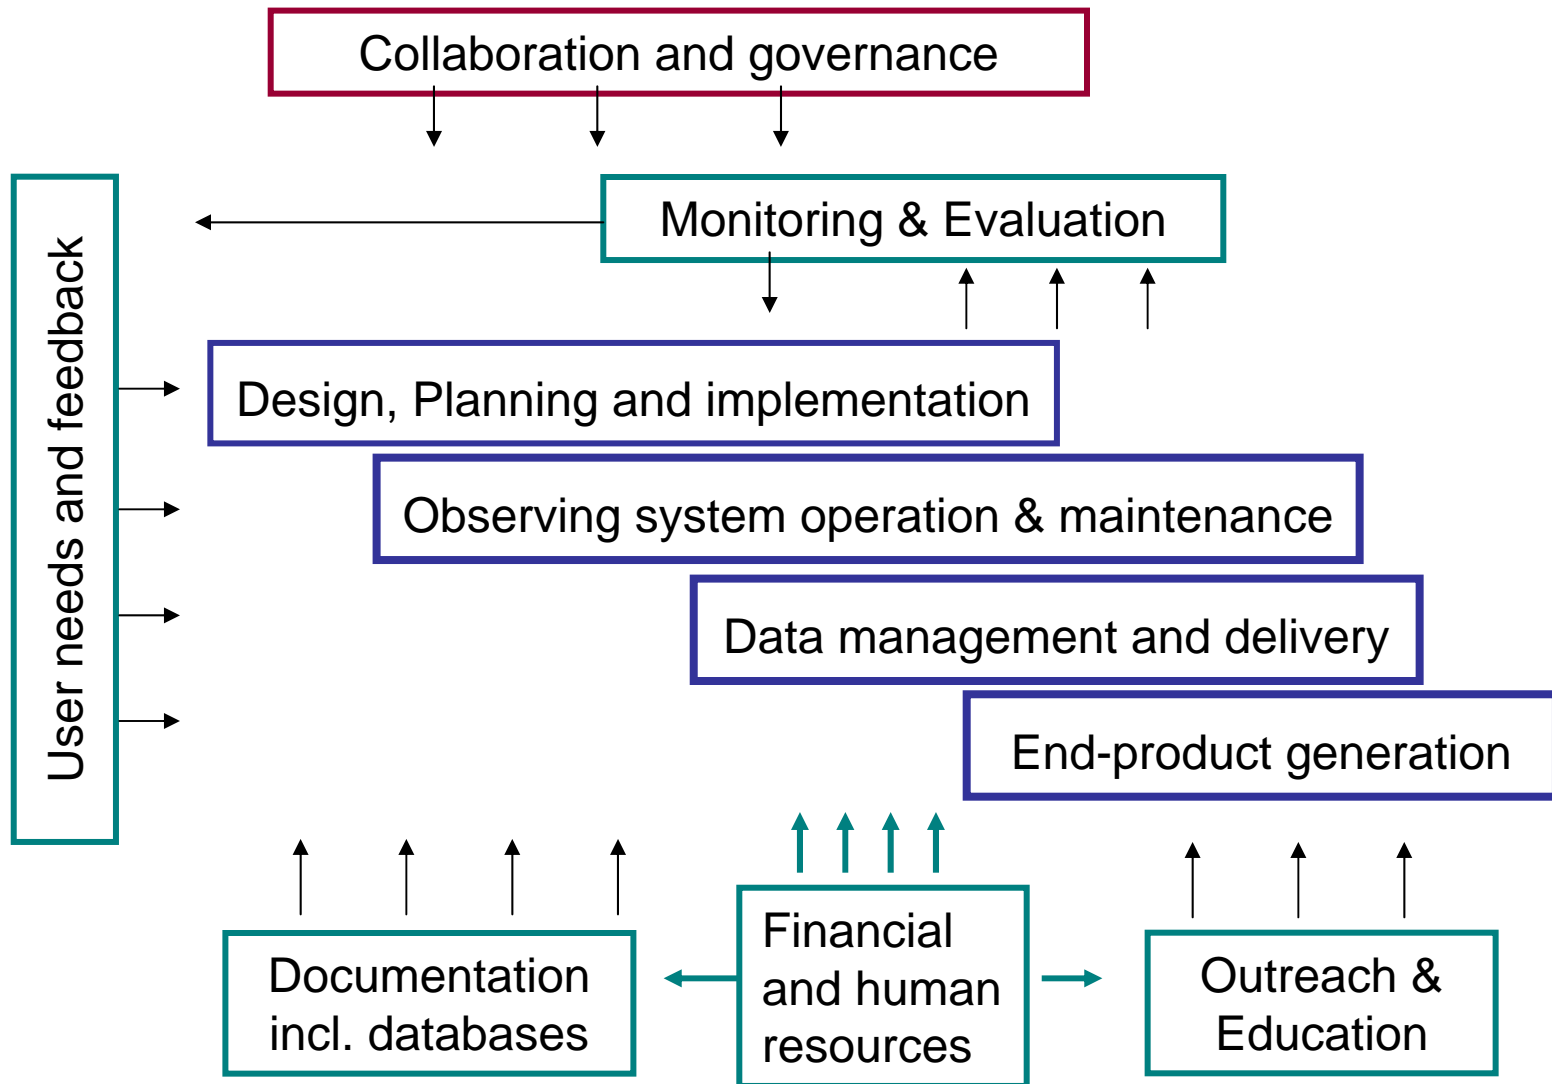 Collaboration and governance
Monitoring & Evaluation
User needs and feedback
Design, Planning and implementation
Observing system operation & maintenance
Data management and delivery
End-product generation
Documentation
incl. databases
Financial
and human
resources
Outreach &
Education